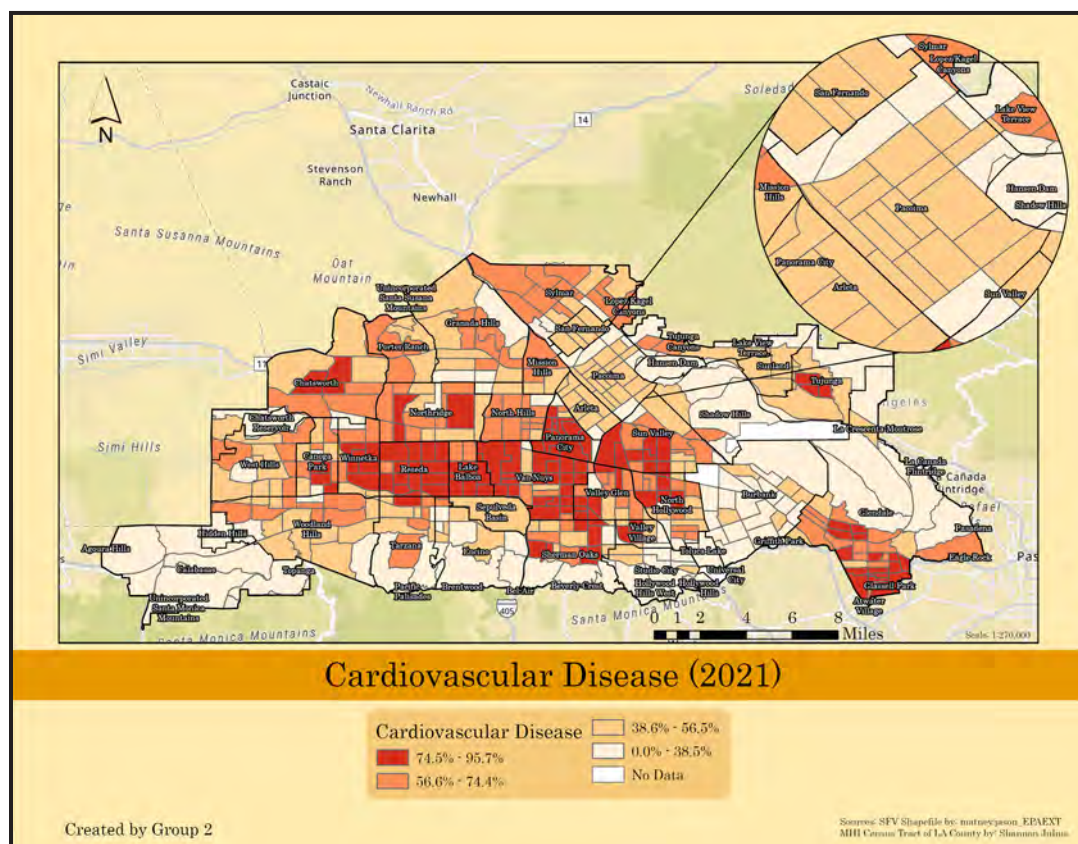 Castaic
Junction
Newhall Ranch Rd
Soledad
14
Santa Clarita
Stevenson
Ranch
Newhall
N
Santa Susanna Mountains
Oat
Mountain
Simi Valley
Simi Hills
Sylmar
Lopez/Kagel
Canyons
San Fernando
Lake View
Terrace
Mission
Hills
Hansen Dam
Shadow Hills
Pacoima
Panorama City
Arleta
Sun Valley
Unincorporated
Santa Susana
Mountains
Sylmar
Lopez/Kagel
Canyons
Granada Hills
San Fernando
Porter Ranch
Tujunga
Canyons
Lake View
Terrace
Mission
Hills
Hansen Dam
Sunland
Pacoima
Chatsworth
Tujunga
Northridge
North Hills
Arleta
Shadow Hills
Chatsworth
Reservoir
La Crescenta-Montrose
Panorama
City
Sun Valley
West Hills
Canoga
Park
Winnetka
Reseda
Lake
Balboa
Van Nuys
La Canada
Flintridge
Valley Glen
North
Hollywood
Burbank
Glendale
Sepulveda
Basin
Woodland
Hills
Hidden Hills
Valley
Village
Pasadena
Griffith Park
Agoura Hills
Tarzana
Encino
Sherman Oaks
Toluca Lake
Eagle Rock
Calabasas
Topanga
Studio City
Universal
City
Pacific
Palisades
Brentwood
Bel-Air
Beverly Crest
Hollywood
Hills West
Hollywood
Hills
Glassell Park
Atwater
Village
Unincorporated
Santa Monica
Mountains
405
Santa Monica Mountains
Santa Monica Mountains
0 1 2 4 6 8
Miles
Scale: 1:270,000
Cardiovascular Disease (2021)
Cardiovascular Disease
74.5% - 95.7%
56.6% - 74.4%
38.6% - 56.5%
0.0% - 38.5%
No Data
Created by Group 2
Sources: SFV Shapefile by: matney.jason_EPAEXT
MHI Census Tract of LA County by: Shannon